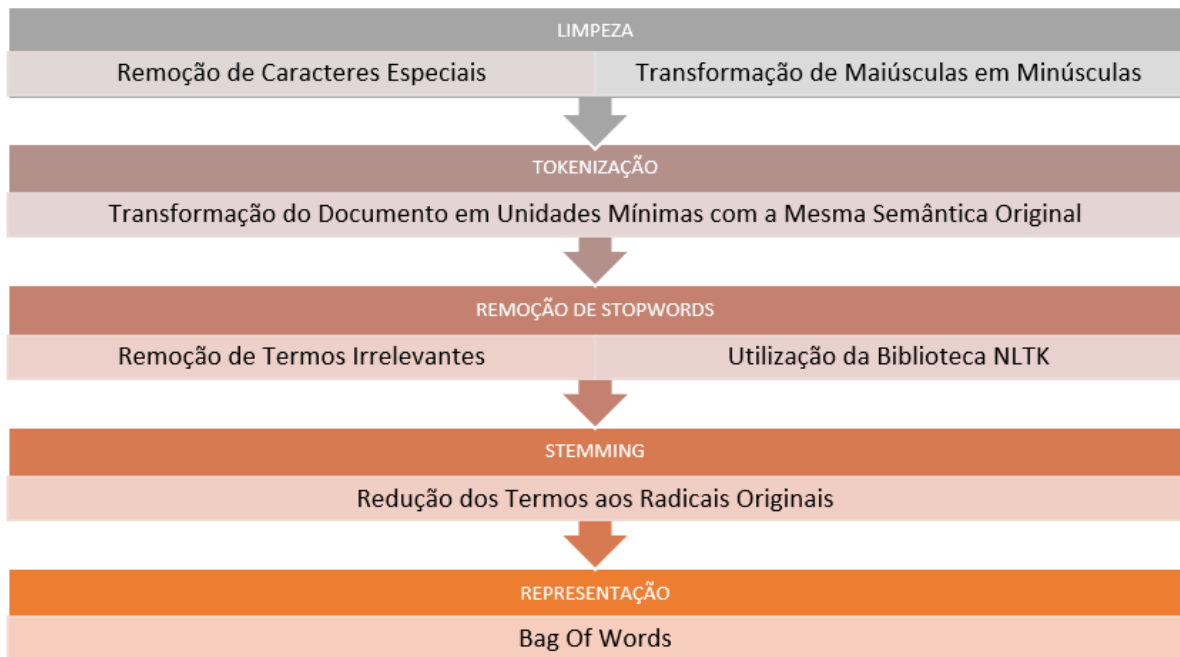 LIMPEZA
Remoção de Caracteres Especiais
Transformação de Maiúsculas em Minúsculas
TOKENIZAÇÃO
Transformação do Documento em Unidades Mínimas com a Mesma Semântica Original
REMOÇÃO DE STOPWORDS
Remoção de Termos Irrelevantes
Utilização da Biblioteca NLTK
STEMMING
Redução dos Termos aos Radicais Originais
REPRESENTAÇÃO
Bag Of Words